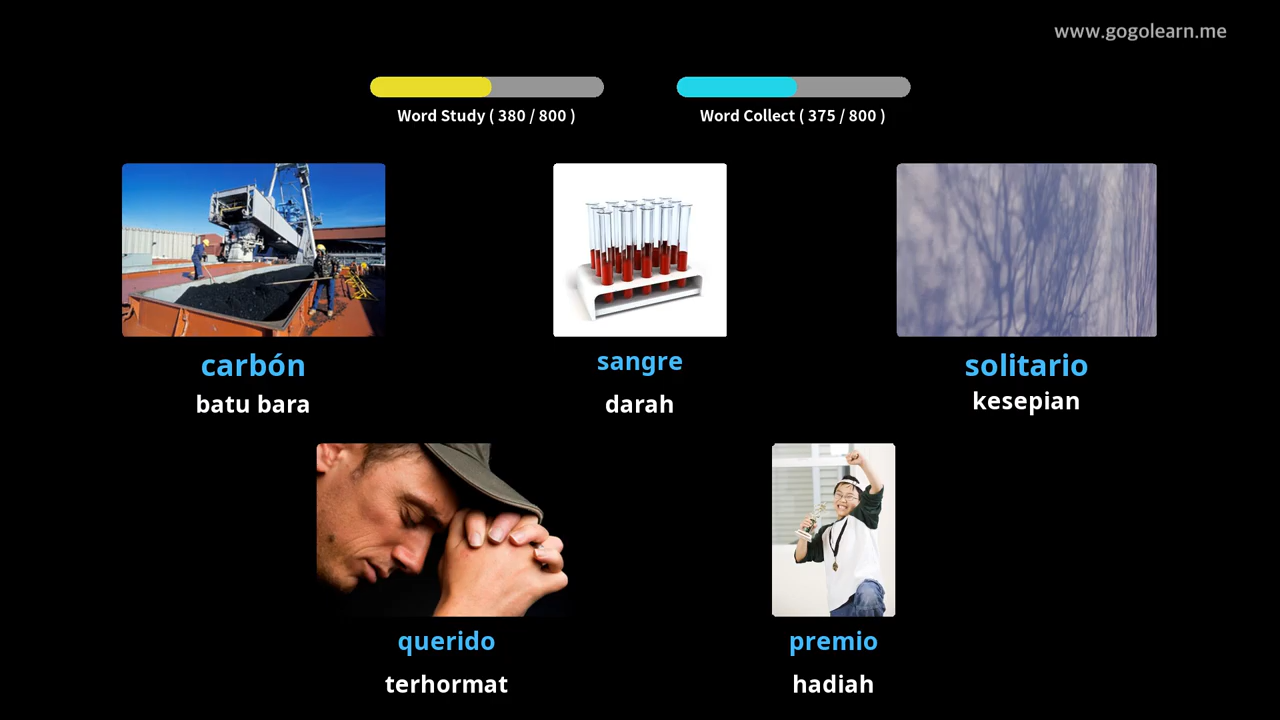 www.gogolearn.me
Word Study ( 380 / 800 )
Word Collect ( 375 / 800 )
carbón
sangre
solitario
batu bara
darah
kesepian
querido
premio
terhormat
hadiah